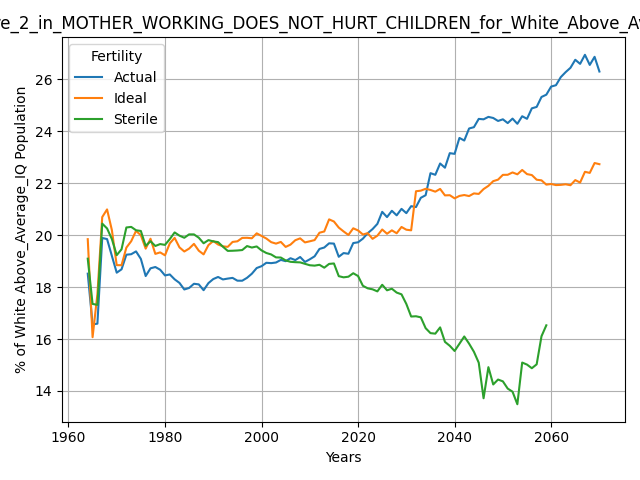 e_2_in_MOTHER_WORKING_DOES_NOT_HURT_CHILDREN_for_White_Above_Av
Fertility
Actual
Ideal
Sterile
% of White Above_Average_IQ Population
26
24
22
20
18
16
14
1960 1980 2000 2020 2040 2060
Years